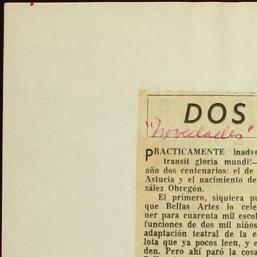 DOS
"Novedades"
PRACTICAMENTE inadve
transit gloria mundi!—
año dos centenarios: el de
Astucia y el nacimiento de
zález Obregón.
El primero, siquiera pu
que Bellas Artes lo cele
ner para cuarenta mil escol
funciones de dos mil niños
adaptación teatral de la e
lota que ya pocos leen, y e
den. Pero ahí paró la cosa